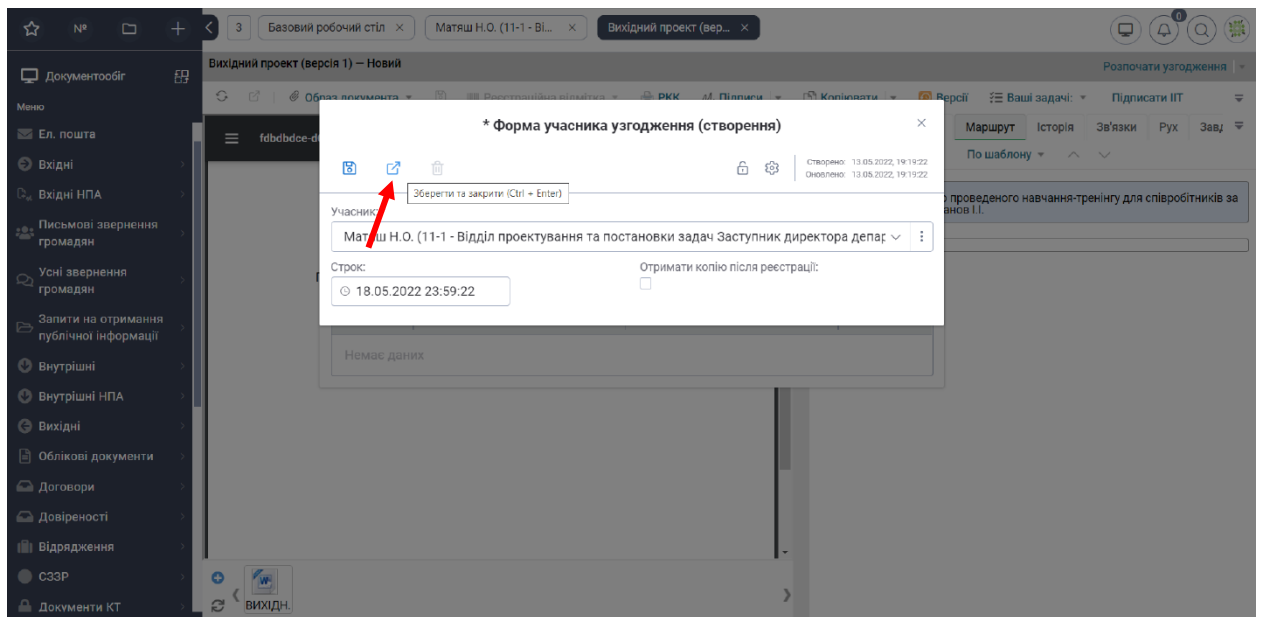 №
3
Базовий робочий стіл ×
Матяш Н.О. (11-1 - Ві... ×
Вихідний проект (вер... ×
0
Документообіг
Меню
Ел. пошта
Вхідні
Вхідні НПА
Письмові звернення
громадян
Усні звернення
громадян
Запити на отримання
публічної інформації
Внутрішні
Внутрішні НПА
Вихідні
Облікові документи
Договори
Довіреності
Відрядження
СЗЗР
Документи КТ
Вихідний проект (версія 1) — Новий
Розпочати узгодження
Образ документа
Реєстраційна відмітка
РКК
Підписи
Копіювати
Версії
Ваші задачі:
Підписати ІІТ
fdbdbdce-d
Маршрут
Історія
Зв'язки
Рух
По шаблону
проведеного навчання-тренінгу для співробітників за
анов І.І.
* Форма учасника узгодження (створення) ×
Створено: 13.05.2022, 19:19:22
Оновлено: 13.05.2022, 19:19:22
Зберегти та закрити (Ctrl + Enter)
Учасник:
Матяш Н.О. (11-1 - Відділ проектування та постановки задач Заступник директора департ
Строк:
Отримати копію після реєстрації:
18.05.2022 23:59:22
Немає даних
ВИХІДН.